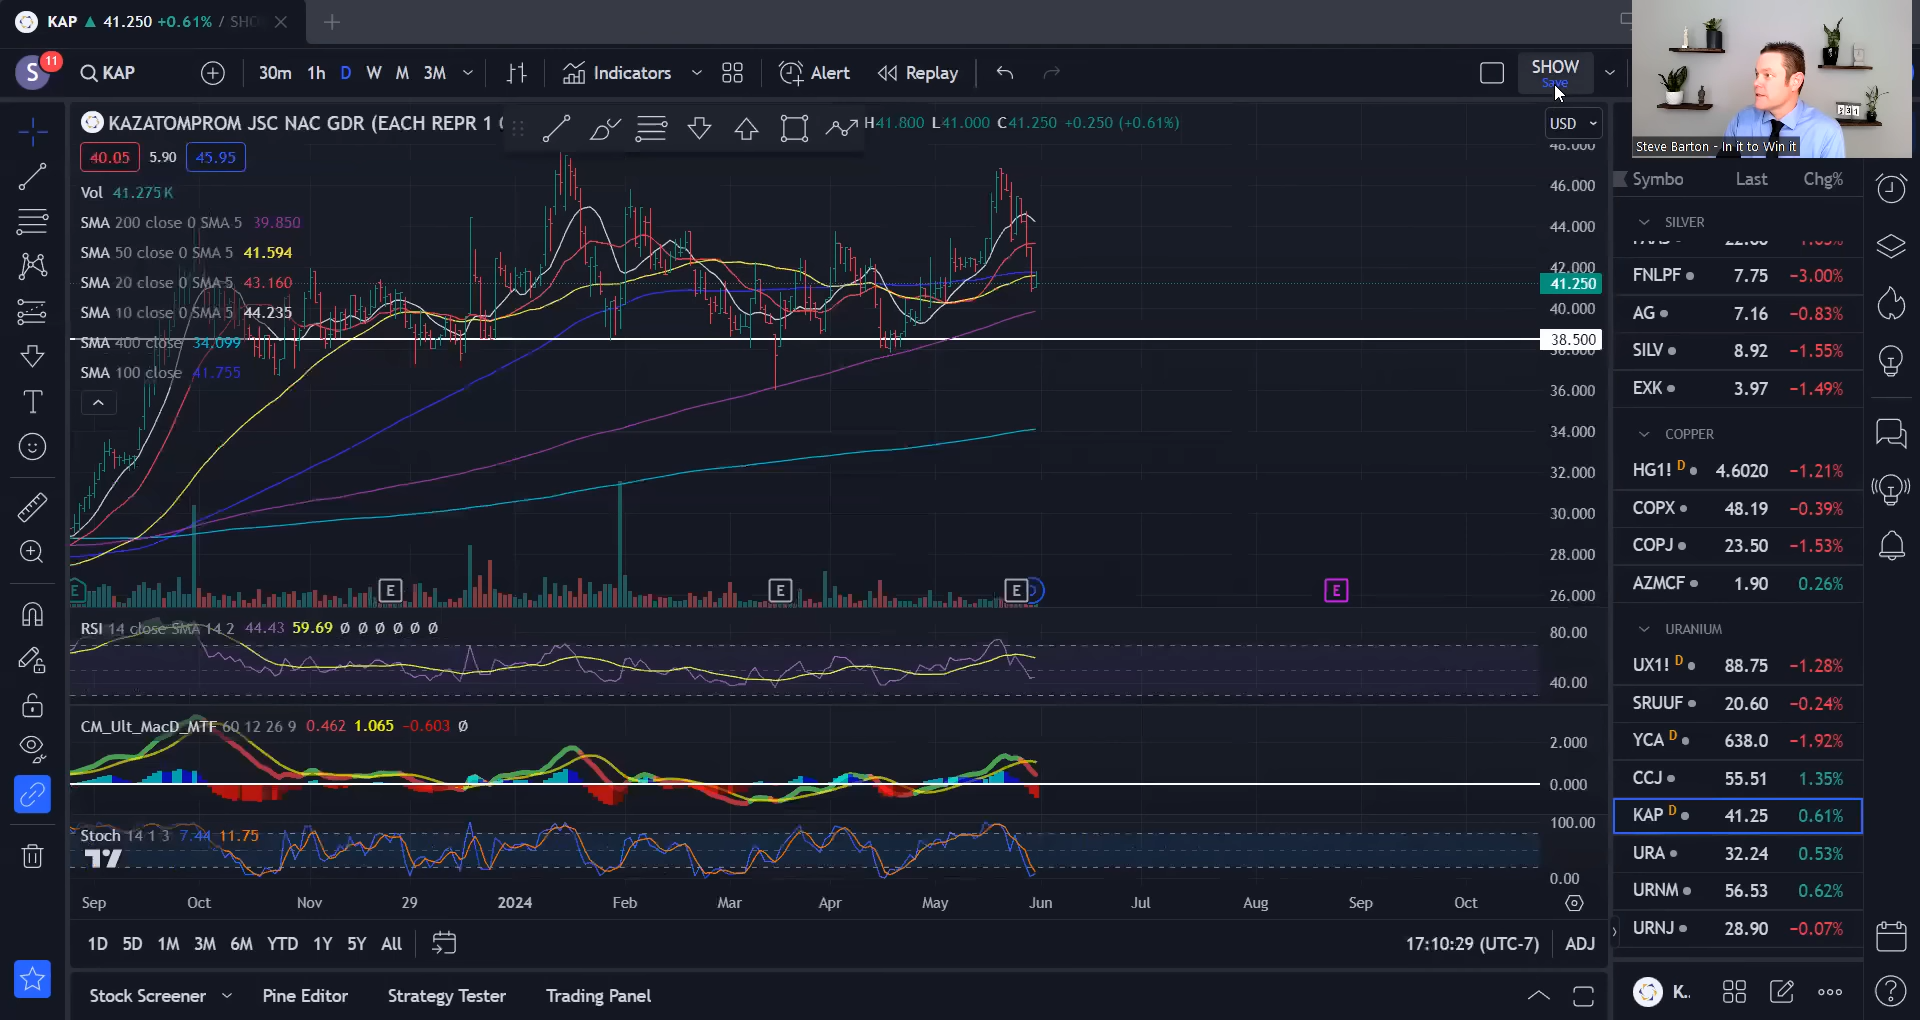 KAP ▲ 41.250 +0.61% / SHO
S 11 KAP 30m 1h D W M 3M Indicators Alert Replay SHOW
Save
Steve Barton - In it to Win it
KAZATOMPROM JSC NAC GDR (EACH REPR 1 H41.800 L41.000 C41.250 +0.250 (+0.61%)
USD
40.05 5.90 45.95
Vol 41.275K
SMA 200 close 0 SMA 5 39.850
SMA 50 close 0 SMA 5 41.594
SMA 20 close 0 SMA 5 43.160
SMA 10 close 0 SMA 5 44.235
SMA 400 close 34.099
SMA 100 close 41.755
48.000
46.000
44.000
42.000
41.250
40.000
38.500
38.000
36.000
34.000
32.000
30.000
28.000
26.000
E E E E E
RSI 14 close SMA 14 2 44.43 59.69 Ø Ø Ø Ø Ø Ø
80.00
40.00
CM_Ult_MacD_MTF 60 12 26 9 0.462 1.065 −0.603 Ø
2.000
0.000
Stoch 14 1 3 7.44 11.75
100.00
0.00
Sep Oct Nov 29 2024 Feb Mar Apr May Jun Jul Aug Sep Oct
1D 5D 1M 3M 6M YTD 1Y 5Y All 17:10:29 (UTC-7) ADJ
Stock Screener Pine Editor Strategy Tester Trading Panel
Symbo Last Chg%
SILVER
FNLPF 7.75 −3.00%
AG 7.16 −0.83%
SILV 8.92 −1.55%
EXK 3.97 −1.49%
COPPER
HG1! D 4.6020 −1.21%
COPX 48.19 −0.39%
COPJ 23.50 −1.53%
AZMCF 1.90 0.26%
URANIUM
UX1! D 88.75 −1.28%
SRUUF 20.60 −0.24%
YCA D 638.0 −1.92%
CCJ 55.51 1.35%
KAP D 41.25 0.61%
URA 32.24 0.53%
URNM 56.53 0.62%
URNJ 28.90 −0.07%
K..